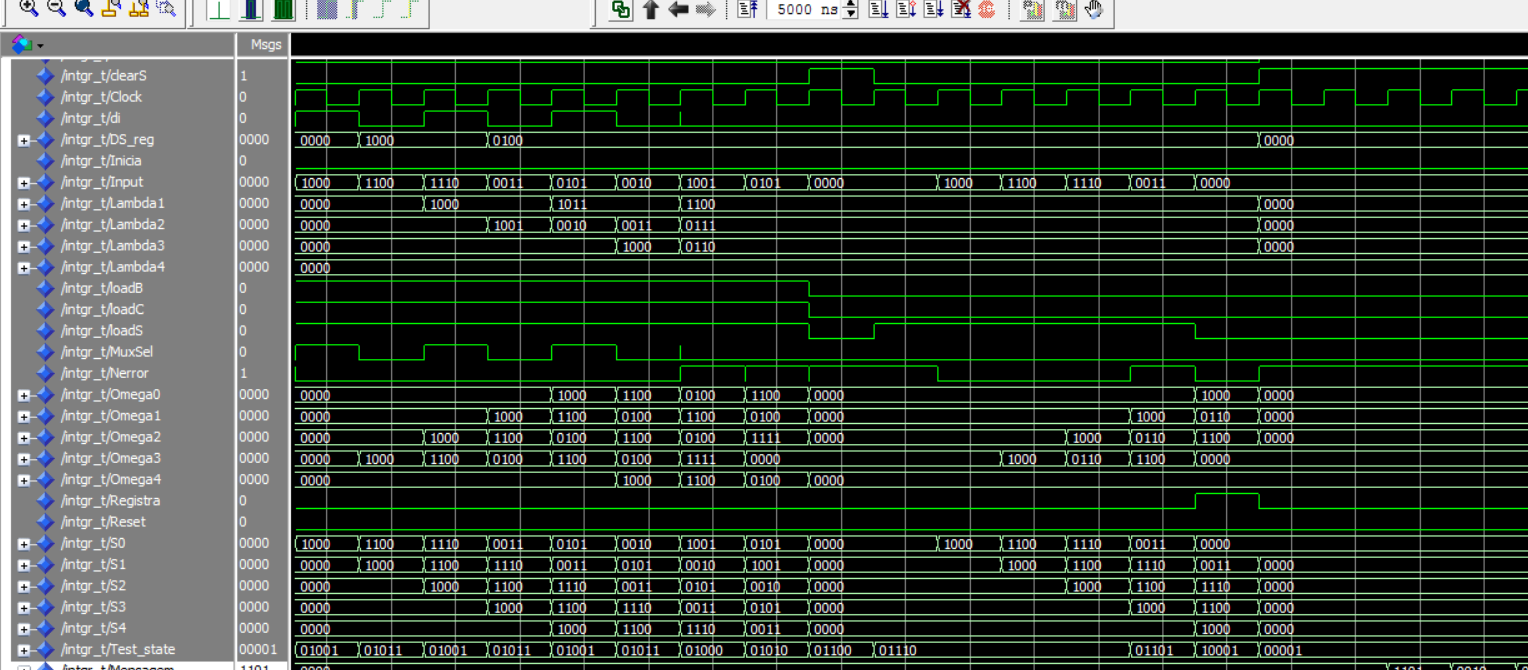 5000 ns
Msgs
/intgr_t/clearS 1
/intgr_t/Clock 0
/intgr_t/di 0
/intgr_t/DS_reg 0000 0000 1000 0100 0000
/intgr_t/Inicia 0
/intgr_t/Input 0000 1000 1100 1110 0011 0101 0010 1001 0101 0000 1000 1100 1110 0011 0000
/intgr_t/Lambda1 0000 0000 1000 1011 1100 0000
/intgr_t/Lambda2 0000 0000 1001 0010 0011 0111 0000
/intgr_t/Lambda3 0000 0000 1000 0110 0000
/intgr_t/Lambda4 0000 0000
/intgr_t/loadB 0
/intgr_t/loadC 0
/intgr_t/loadS 0
/intgr_t/MuxSel 0
/intgr_t/Nerror 1
/intgr_t/Omega0 0000 0000 1000 1100 0100 1100 0000 1000 0000
/intgr_t/Omega1 0000 0000 1000 1100 0100 1100 0100 0000 1000 0110 0000
/intgr_t/Omega2 0000 0000 1000 1100 0100 1100 0100 1111 0000 1000 0110 1100 0000
/intgr_t/Omega3 0000 0000 1000 1100 0100 1100 0100 1111 0000 1000 0110 1100 0000
/intgr_t/Omega4 0000 0000 1000 1100 0100 0000
/intgr_t/Registra 0
/intgr_t/Reset 0
/intgr_t/S0 0000 1000 1100 1110 0011 0101 0010 1001 0101 0000 1000 1100 1110 0011 0000
/intgr_t/S1 0000 0000 1000 1100 1110 0011 0101 0010 1001 0000 1000 1100 1110 0011 0000
/intgr_t/S2 0000 0000 1000 1100 1110 0011 0101 0010 0000 1000 1100 1110 0000
/intgr_t/S3 0000 0000 1000 1100 1110 0011 0101 0000 1000 1100 0000
/intgr_t/S4 0000 0000 1000 1100 1110 0011 0000 1000 0000
/intgr_t/Test_state 00001 01001 01011 01001 01011 01001 01011 01000 01010 01100 01110 01101 10001 00001